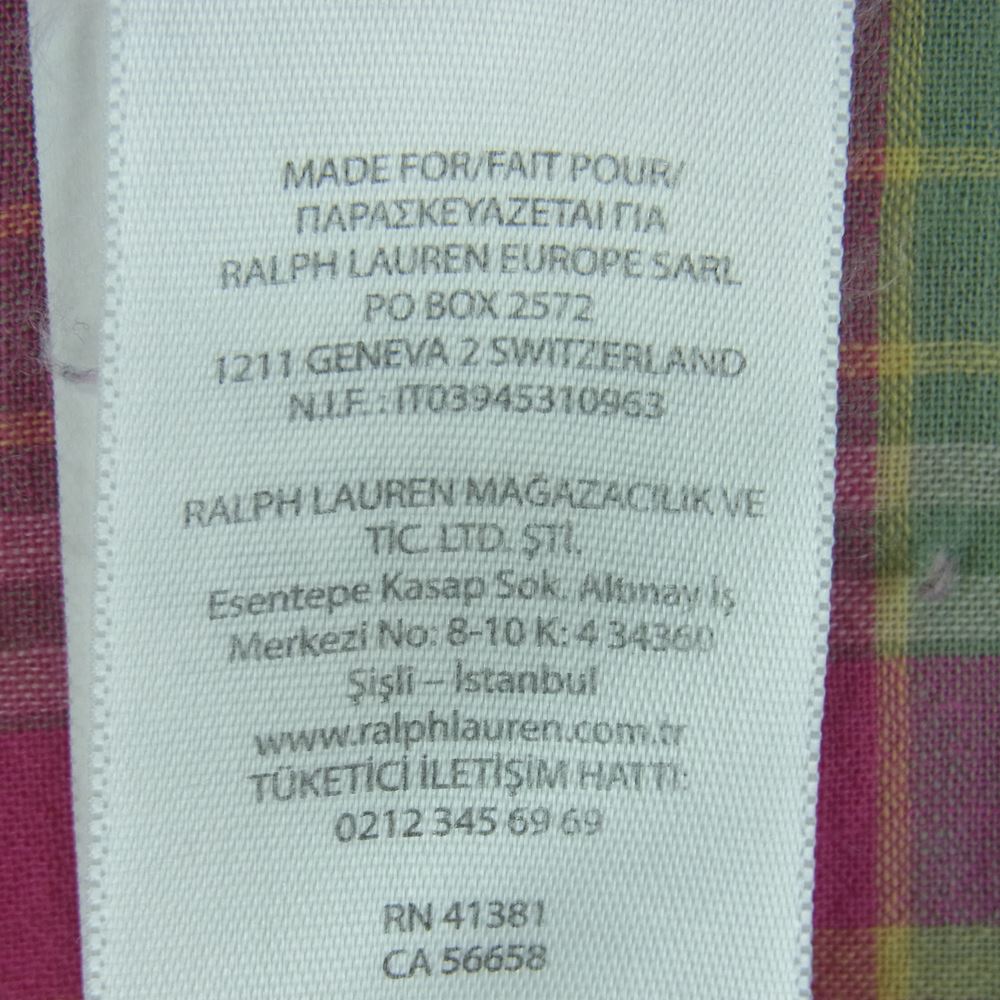 MADE FOR/FAIT POUR/
ΠΑΡΑΣΚΕΥΑΖΕΤΑΙ ΓΙΑ
RALPH LAUREN EUROPE SARL
PO BOX 2572
1211 GENEVA 2 SWITZERLAND
N.I.F. : IT03945310963
RALPH LAUREN MAĞAZACILIK VE
TİC. LTD. ŞTİ.
Esentepe Kasap Sok. Altınay İş
Merkezi No: 8-10 K: 4 34360
Şişli – İstanbul
www.ralphlauren.com.tr
TÜKETİCİ İLETİŞİM HATTI:
0212 345 69 69
RN 41381
CA 56658